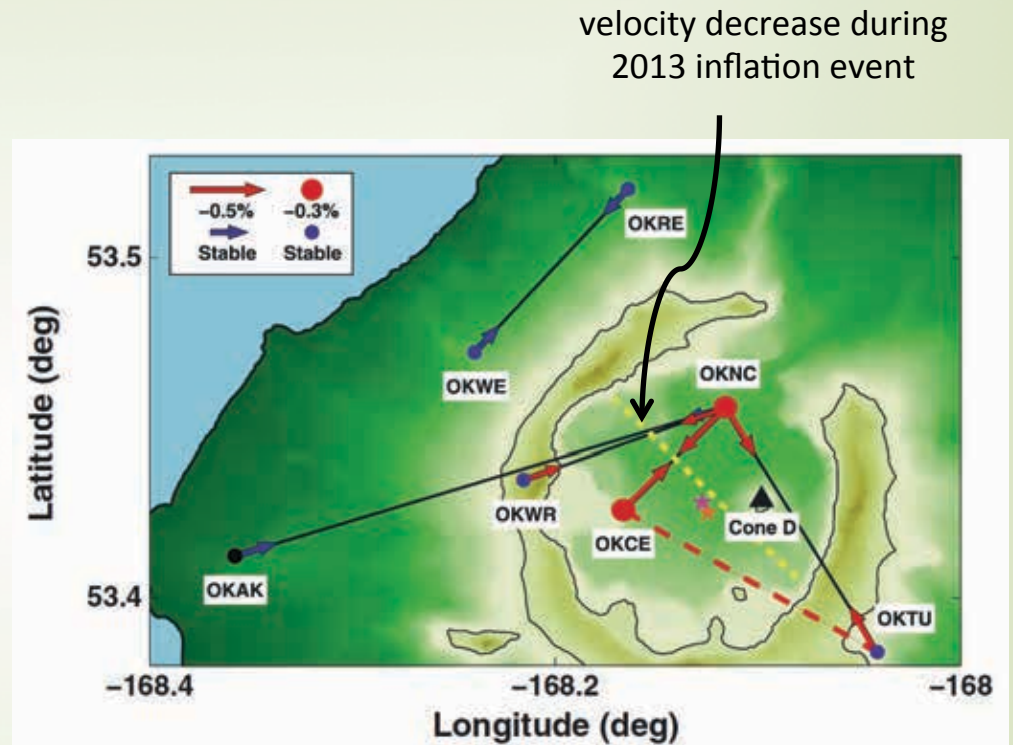 velocity decrease during
2013 inflation event
−0.5% −0.3%
Stable Stable
OKRE
53.5
OKWE
OKNC
Latitude (deg)
OKWR
OKCE
Cone D
OKAK
53.4
OKTU
−168.4 −168.2 −168
Longitude (deg)